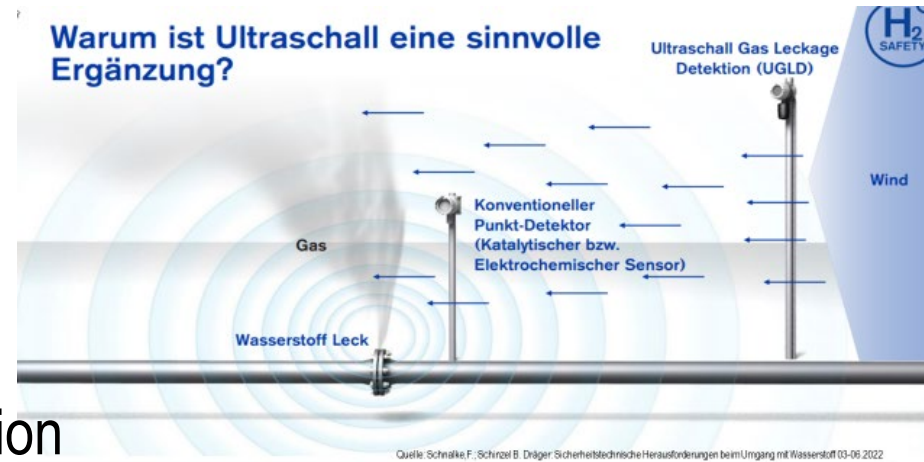 Warum ist Ultraschall eine sinnvolle
Ergänzung?
Ultraschall Gas Leckage
Detektion (UGLD)
H2
SAFETY
Wind
Konventioneller
Punkt-Detektor
(Katalytischer bzw.
Elektrochemischer Sensor)
Gas
Wasserstoff Leck
ion
Quelle: Schnalke,F.; Schinzel B. Dräger: Sicherheitstechnische Herausforderungen beim Umgang mit Wasserstoff 03-06.2022